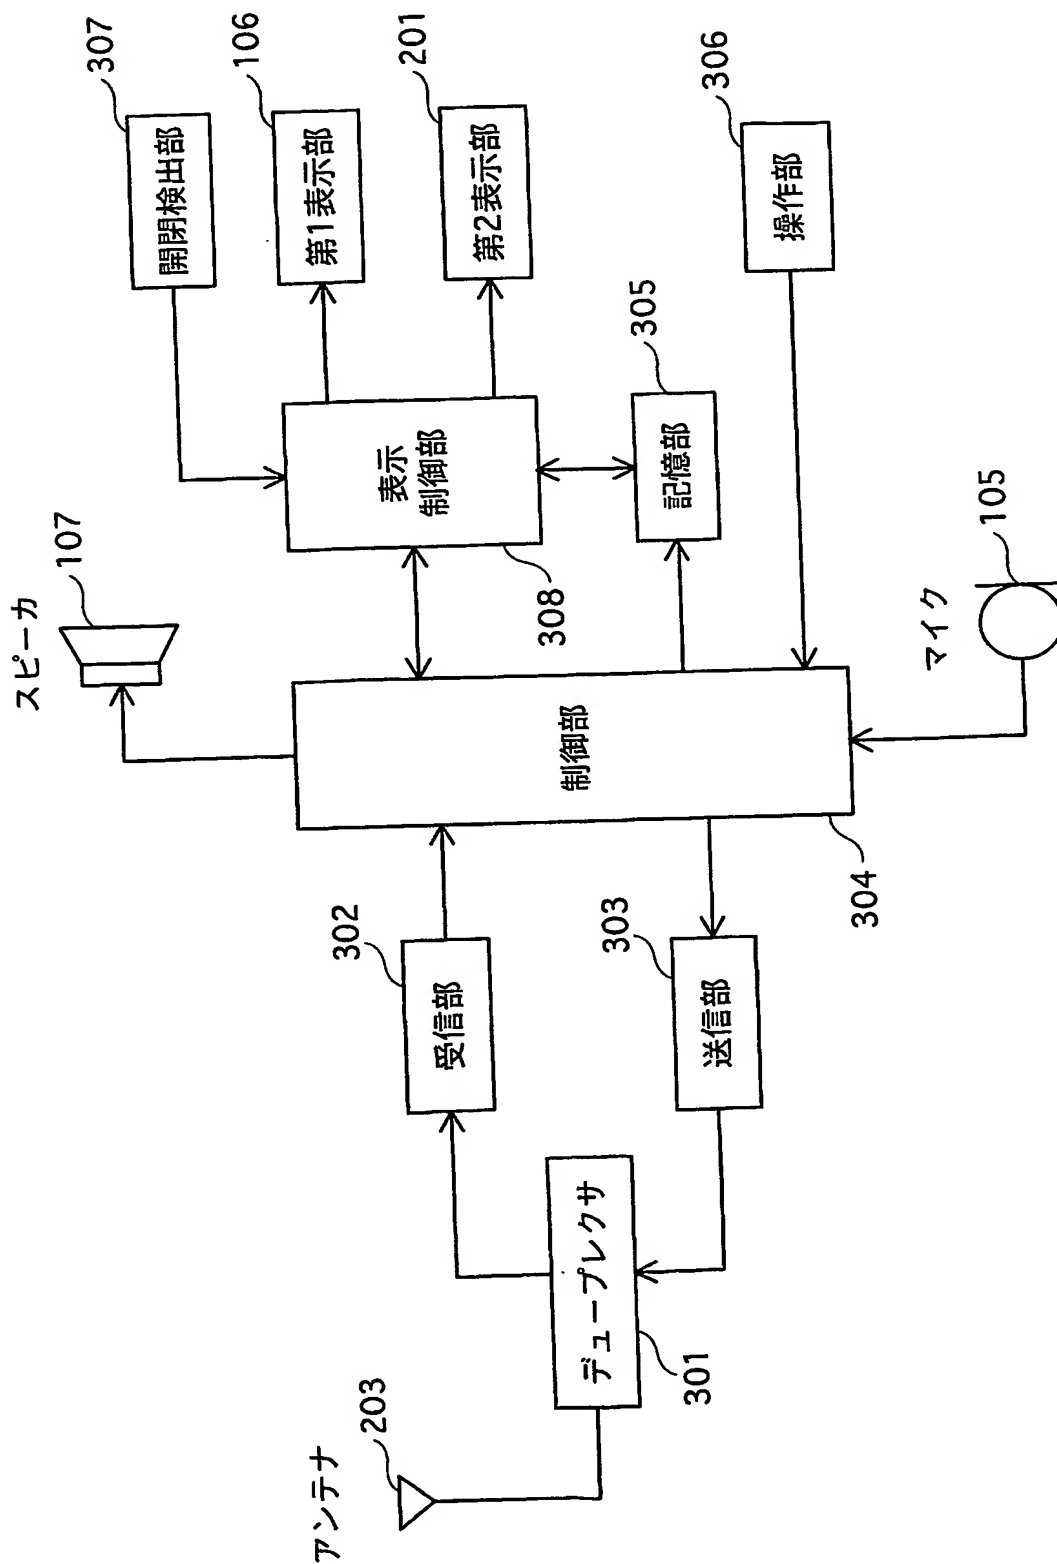 アンテナ
203
デュープレクサ
301
受信部
302
送信部
303
制御部
304
スピーカ
107
マイク
105
表示
制御部
308
記憶部
305
開閉検出部
307
第1表示部
106
第2表示部
201
操作部
306